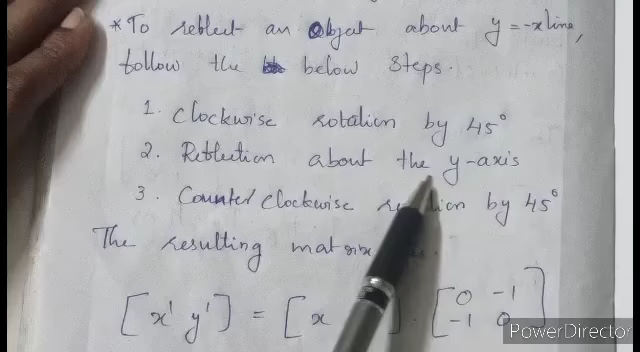 * To reflect an Object about y = -x line,
follow the below steps.
1. Clockwise rotation by 45°
2. Reflection about the y-axis
3. Counter clockwise by 45°
The resulting matrix
[x' y'] = [x ] . [0 -1
-1 0]
PowerDirector